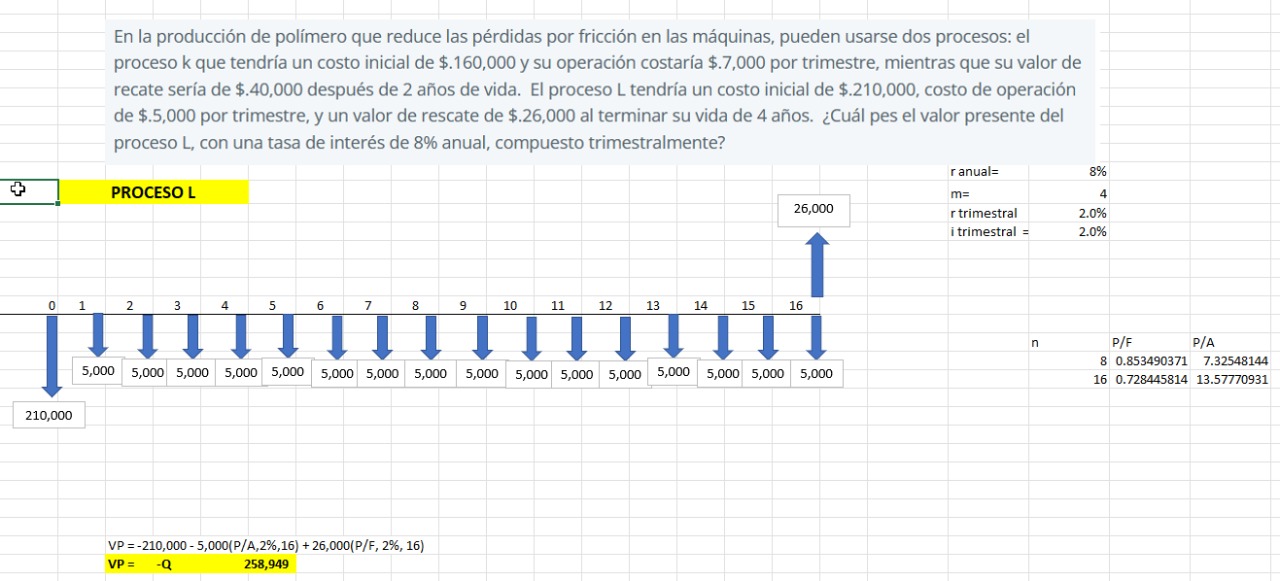 En la producción de polímero que reduce las pérdidas por fricción en las máquinas, pueden usarse dos procesos: el
proceso k que tendría un costo inicial de $.160,000 y su operación costaría $.7,000 por trimestre, mientras que su valor de
recate sería de $.40,000 después de 2 años de vida. El proceso L tendría un costo inicial de $.210,000, costo de operación
de $.5,000 por trimestre, y un valor de rescate de $.26,000 al terminar su vida de 4 años. ¿Cuál pes el valor presente del
proceso L, con una tasa de interés de 8% anual, compuesto trimestralmente?
r anual= 8%
PROCESO L
m= 4
26,000
r trimestral 2.0%
i trimestral = 2.0%
0 1 2 3 4 5 6 7 8 9 10 11 12 13 14 15 16
n P/F P/A
8 0.853490371 7.32548144
5,000 5,000 5,000 5,000 5,000 5,000 5,000 5,000 5,000 5,000 5,000 5,000 5,000 5,000 5,000 5,000
16 0.728445814 13.57770931
210,000
VP =-210,000 - 5,000(P/A,2%,16) + 26,000(P/F, 2%, 16)
VP = -Q 258,949